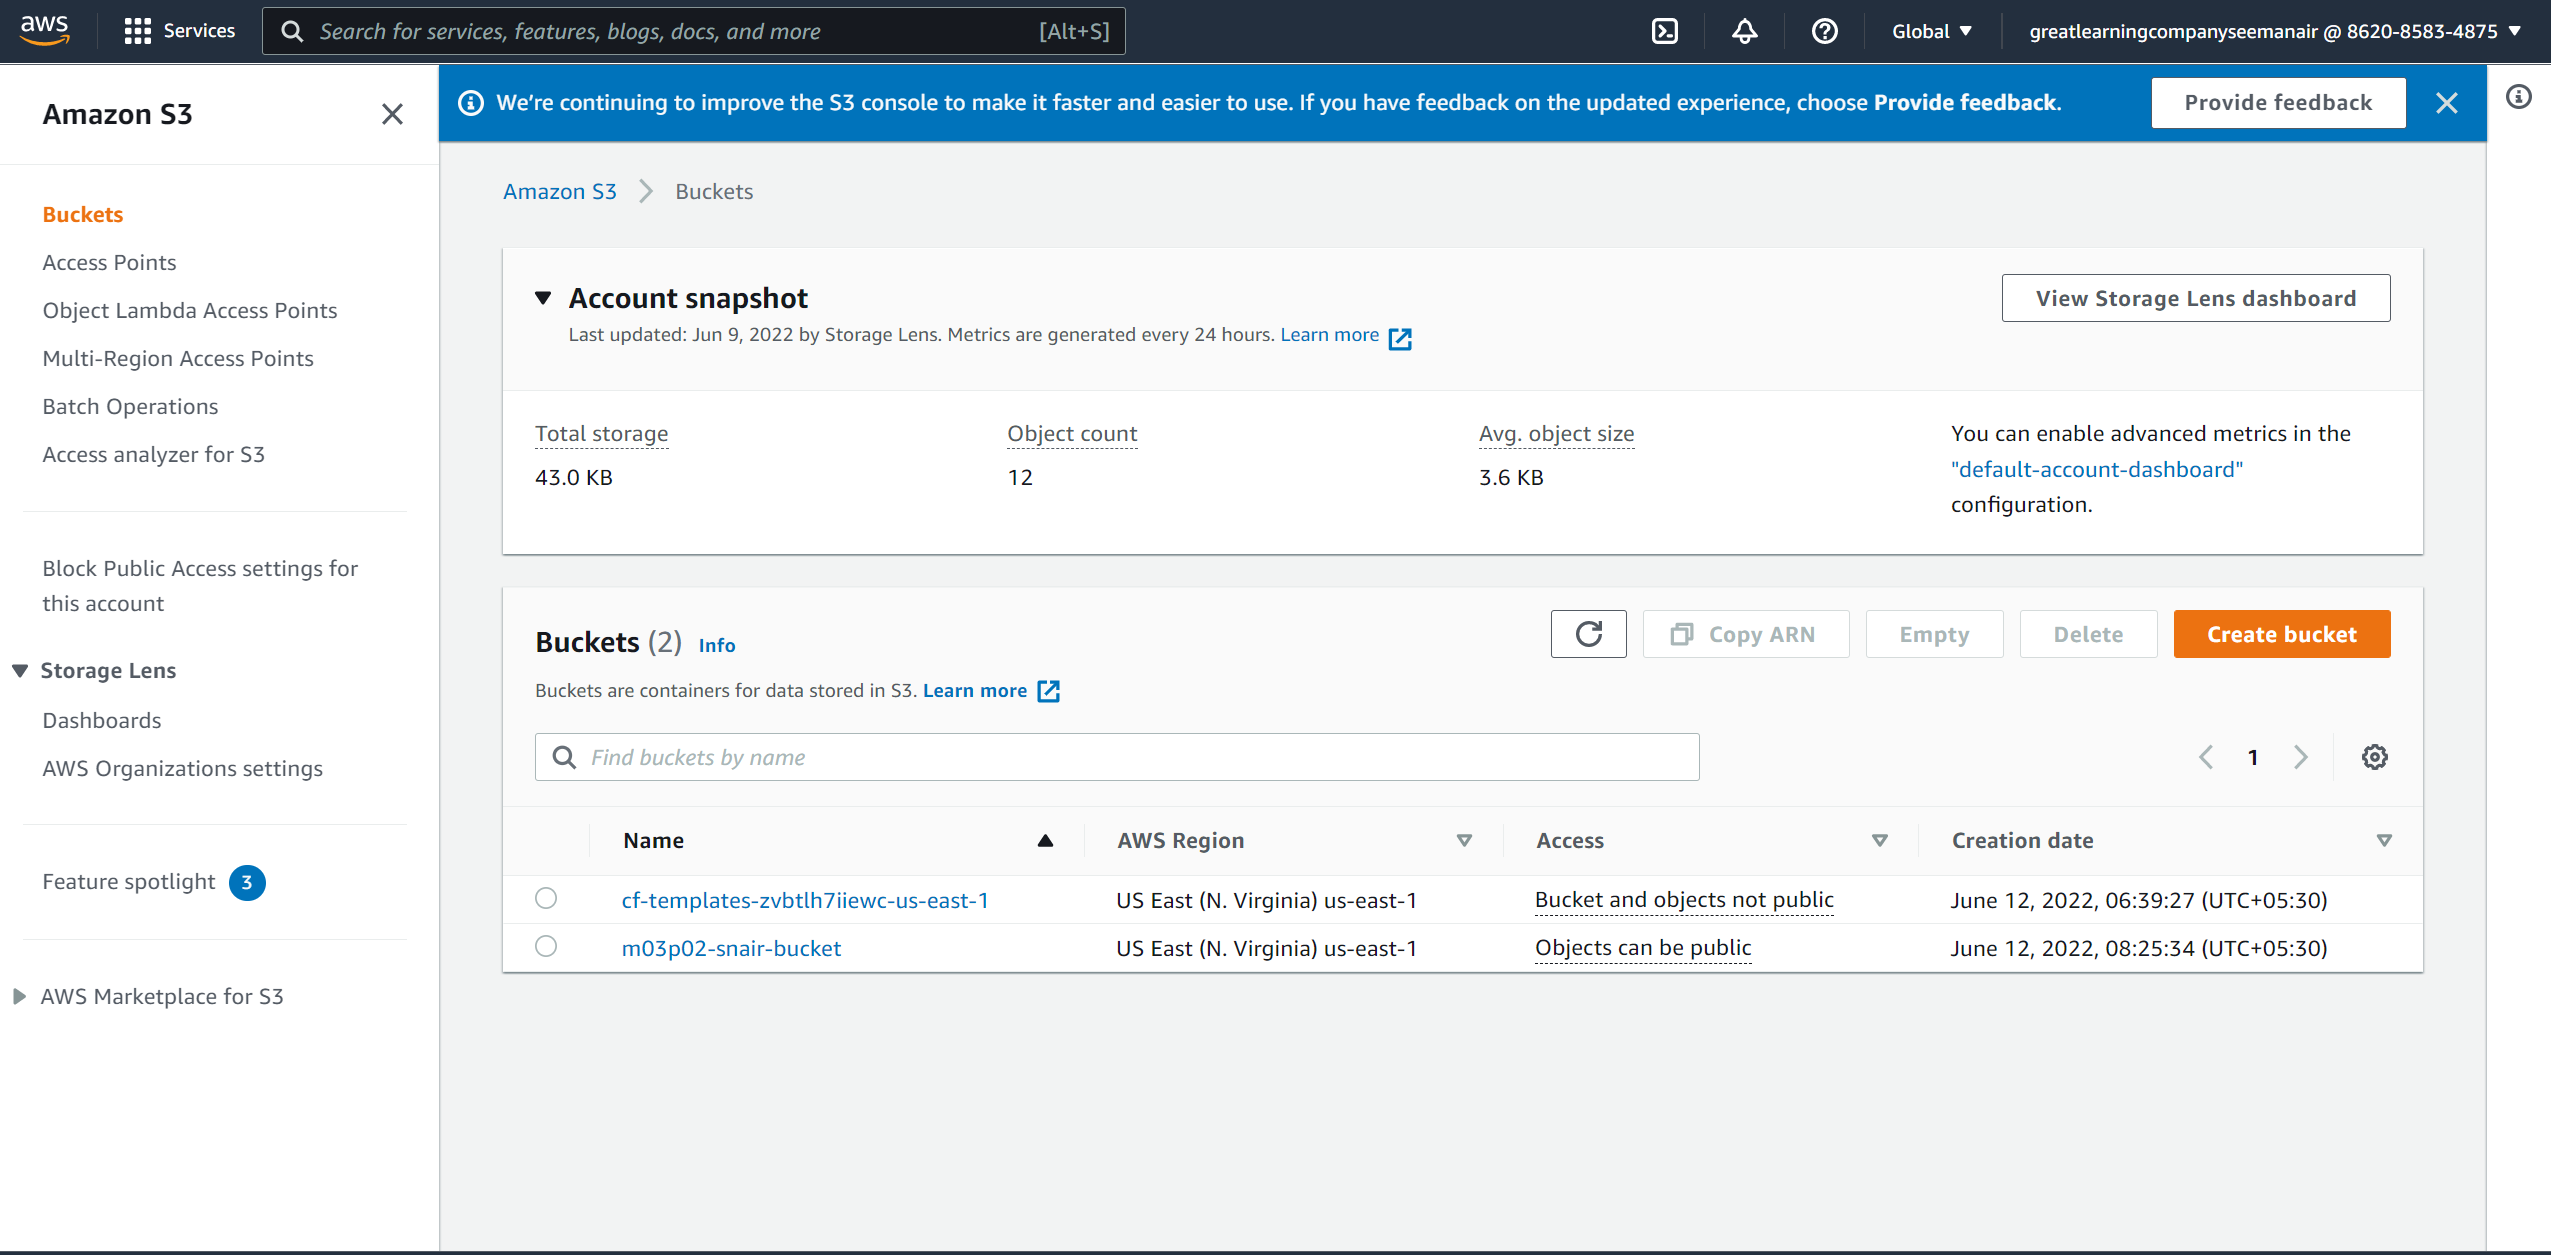 aws
Services
Search for services, features, blogs, docs, and more
[Alt+S]
Global
greatlearningcompanyseemanair @ 8620-8583-4875
Amazon S3
Buckets
Access Points
Object Lambda Access Points
Multi-Region Access Points
Batch Operations
Access analyzer for S3
Block Public Access settings for
this account
Storage Lens
Dashboards
AWS Organizations settings
Feature spotlight 3
AWS Marketplace for S3
We're continuing to improve the S3 console to make it faster and easier to use. If you have feedback on the updated experience, choose Provide feedback.
Provide feedback
Amazon S3 Buckets
Account snapshot
Last updated: Jun 9, 2022 by Storage Lens. Metrics are generated every 24 hours. Learn more
View Storage Lens dashboard
Total storage
43.0 KB
Object count
12
Avg. object size
3.6 KB
You can enable advanced metrics in the
"default-account-dashboard"
configuration.
Buckets (2) Info
Buckets are containers for data stored in S3. Learn more
Copy ARN
Empty
Delete
Create bucket
Find buckets by name
1
Name AWS Region Access Creation date
cf-templates-zvbtlh7iiewc-us-east-1 US East (N. Virginia) us-east-1 Bucket and objects not public June 12, 2022, 06:39:27 (UTC+05:30)
m03p02-snair-bucket US East (N. Virginia) us-east-1 Objects can be public June 12, 2022, 08:25:34 (UTC+05:30)